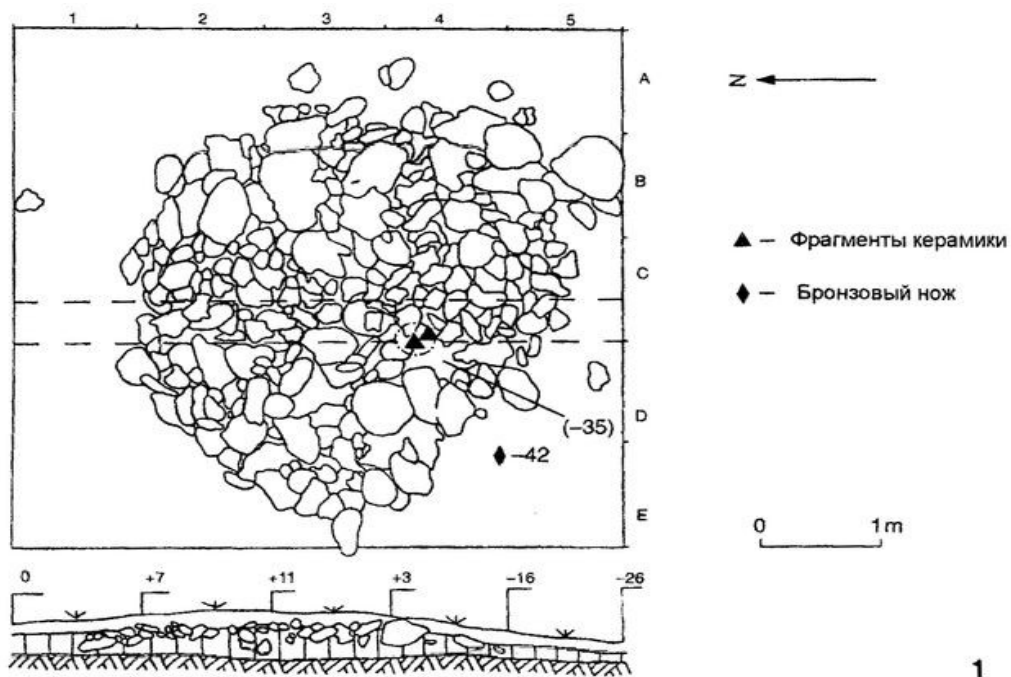 1 2 3 4 5
A
N
B
▲ – Фрагменты керамики
C
♦ – Бронзовый нож
(–35)
D
–42
E
0 1 m
0 +7 +11 +3 –16 –26
1